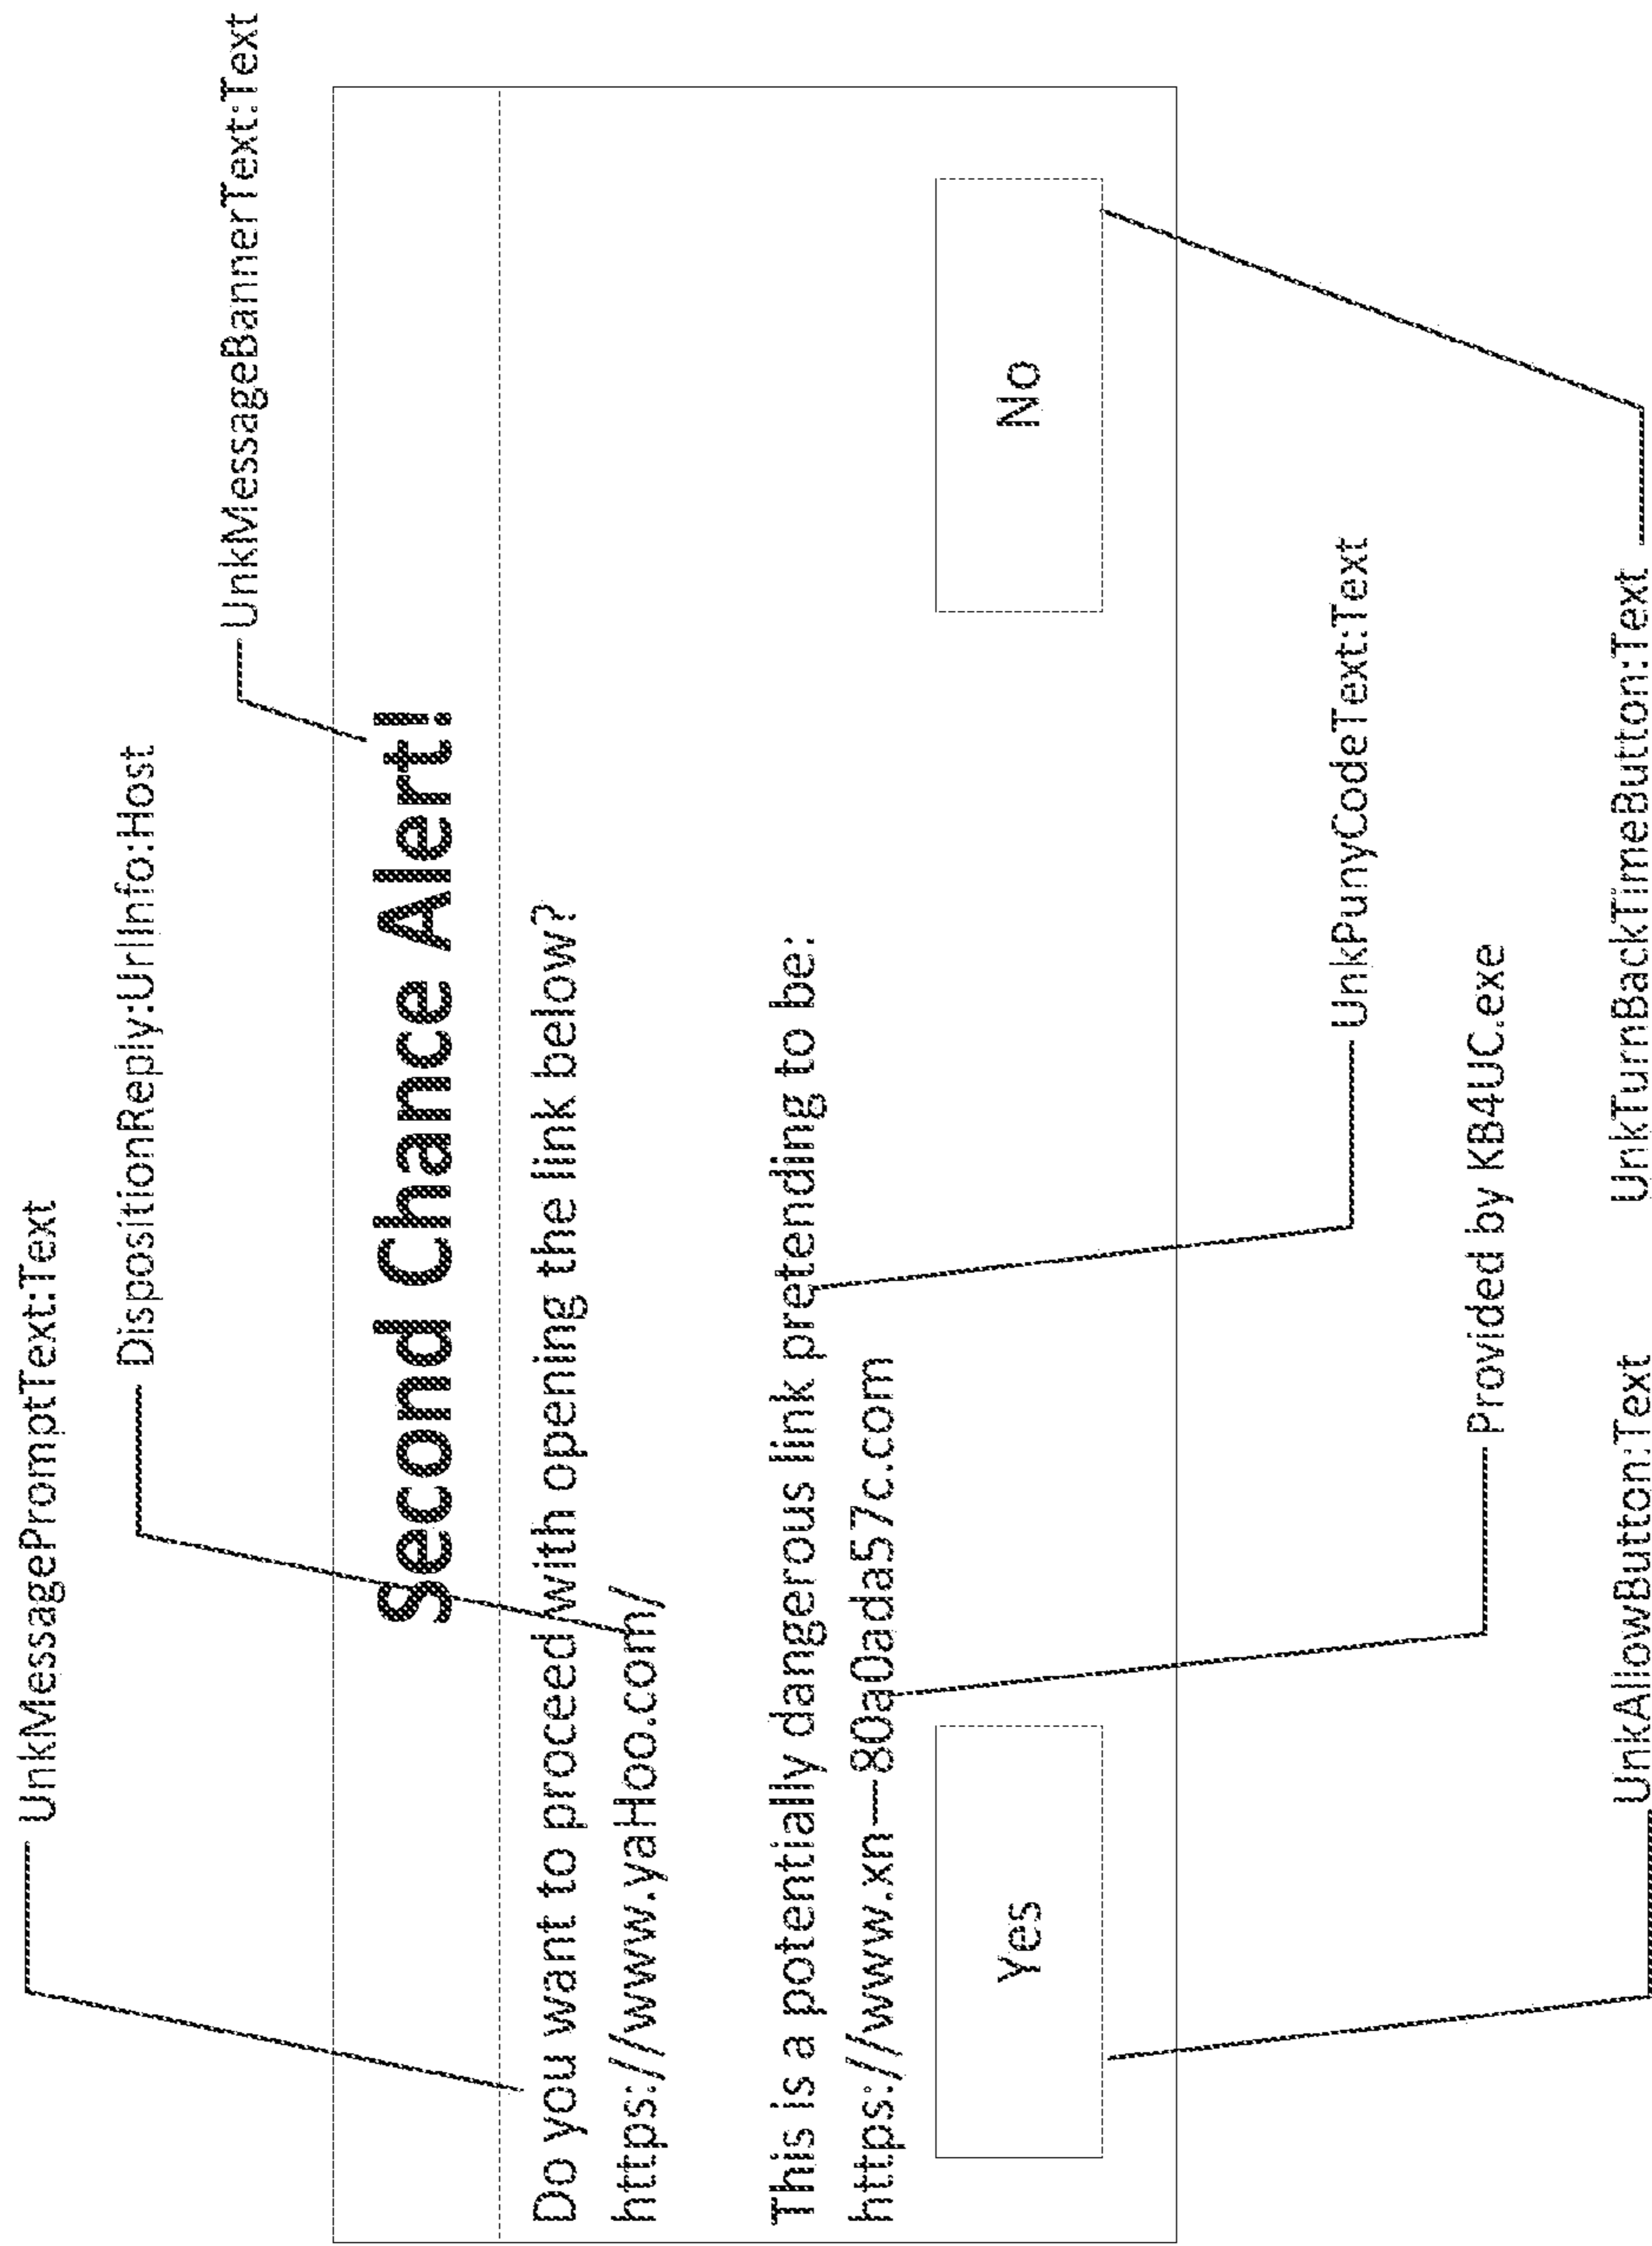 UnkMessagePromptText:Text
DispositionReply:UrlInfo:Host
UnkMessageBannerText:Text
Second Chance Alert!
Do you want to proceed with opening the link below?
https://www.yaHoo.com/
This is a potentially dangerous link pretending to be:
https://www.xn—80a0ada57c.com
Yes
No
UnkPunyCodeText:Text
Provided by KB4UC.exe
UnkAllowButton:Text
UnkTurnBackTimeButton:Text